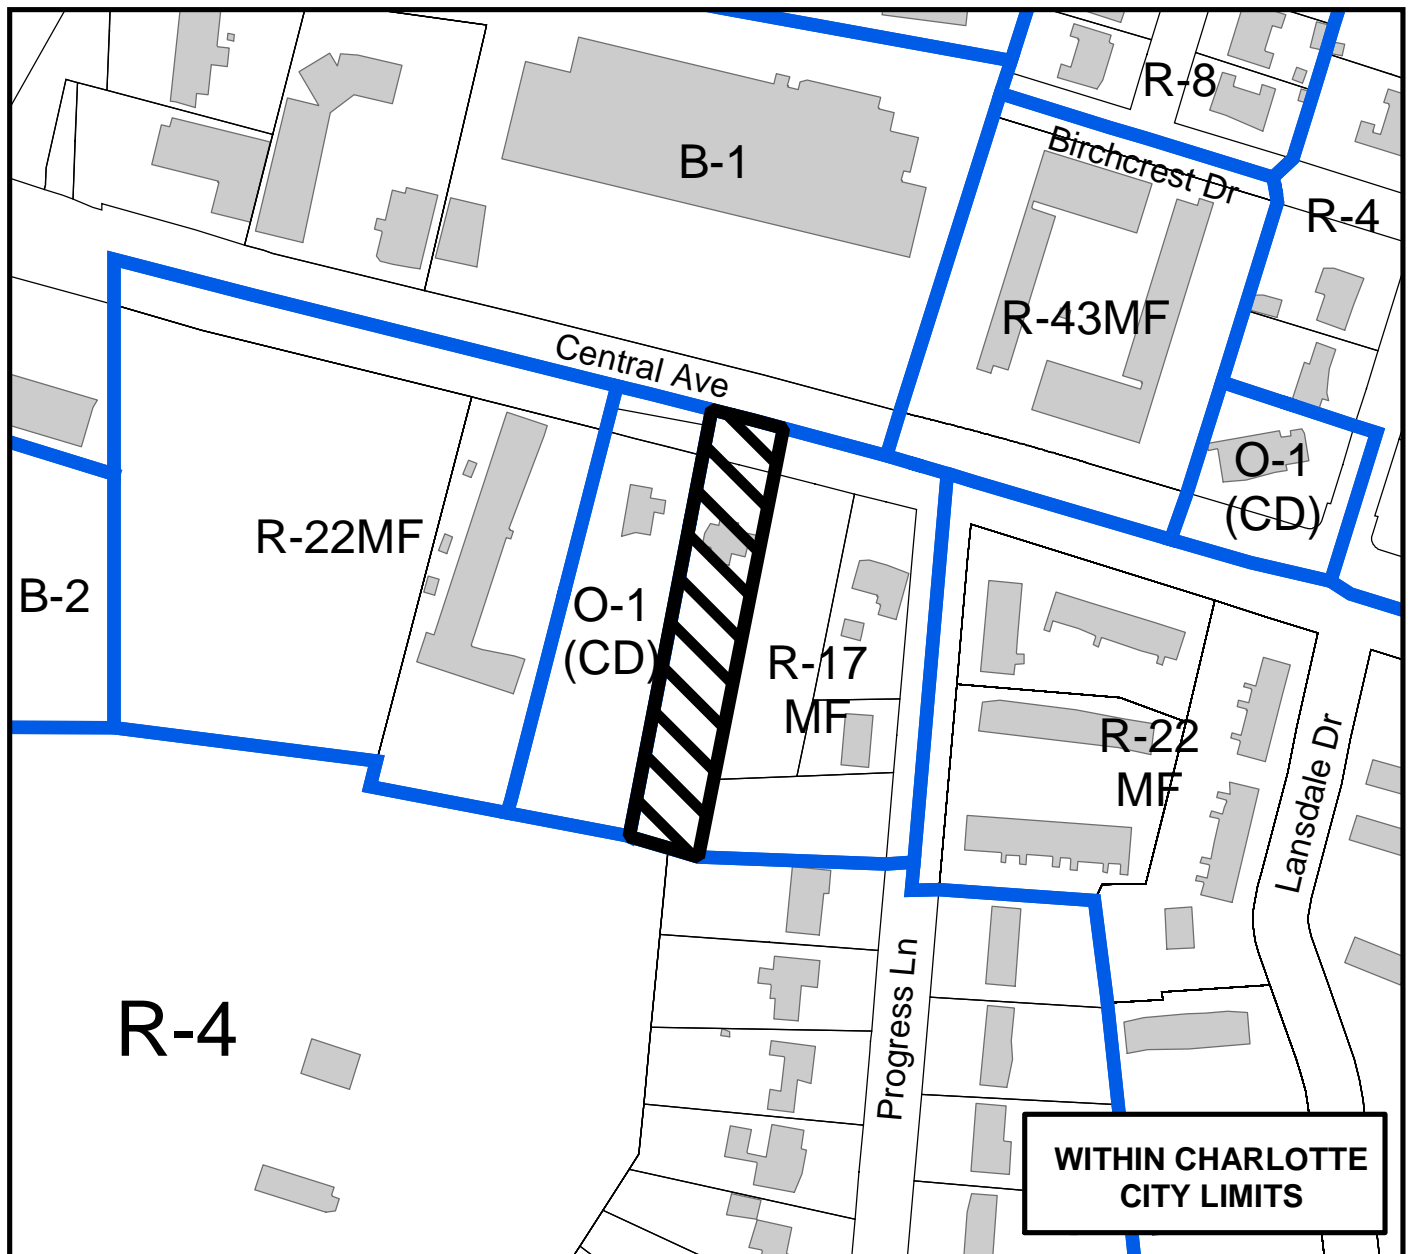 R-8
B-1
Birchcrest Dr
R-4
R-43MF
Central Ave
O-1
(CD)
R-22MF
B-2
O-1
(CD)
R-17
MF
R-22
MF
Lansdale Dr
Progress Ln
R-4
WITHIN CHARLOTTE
CITY LIMITS